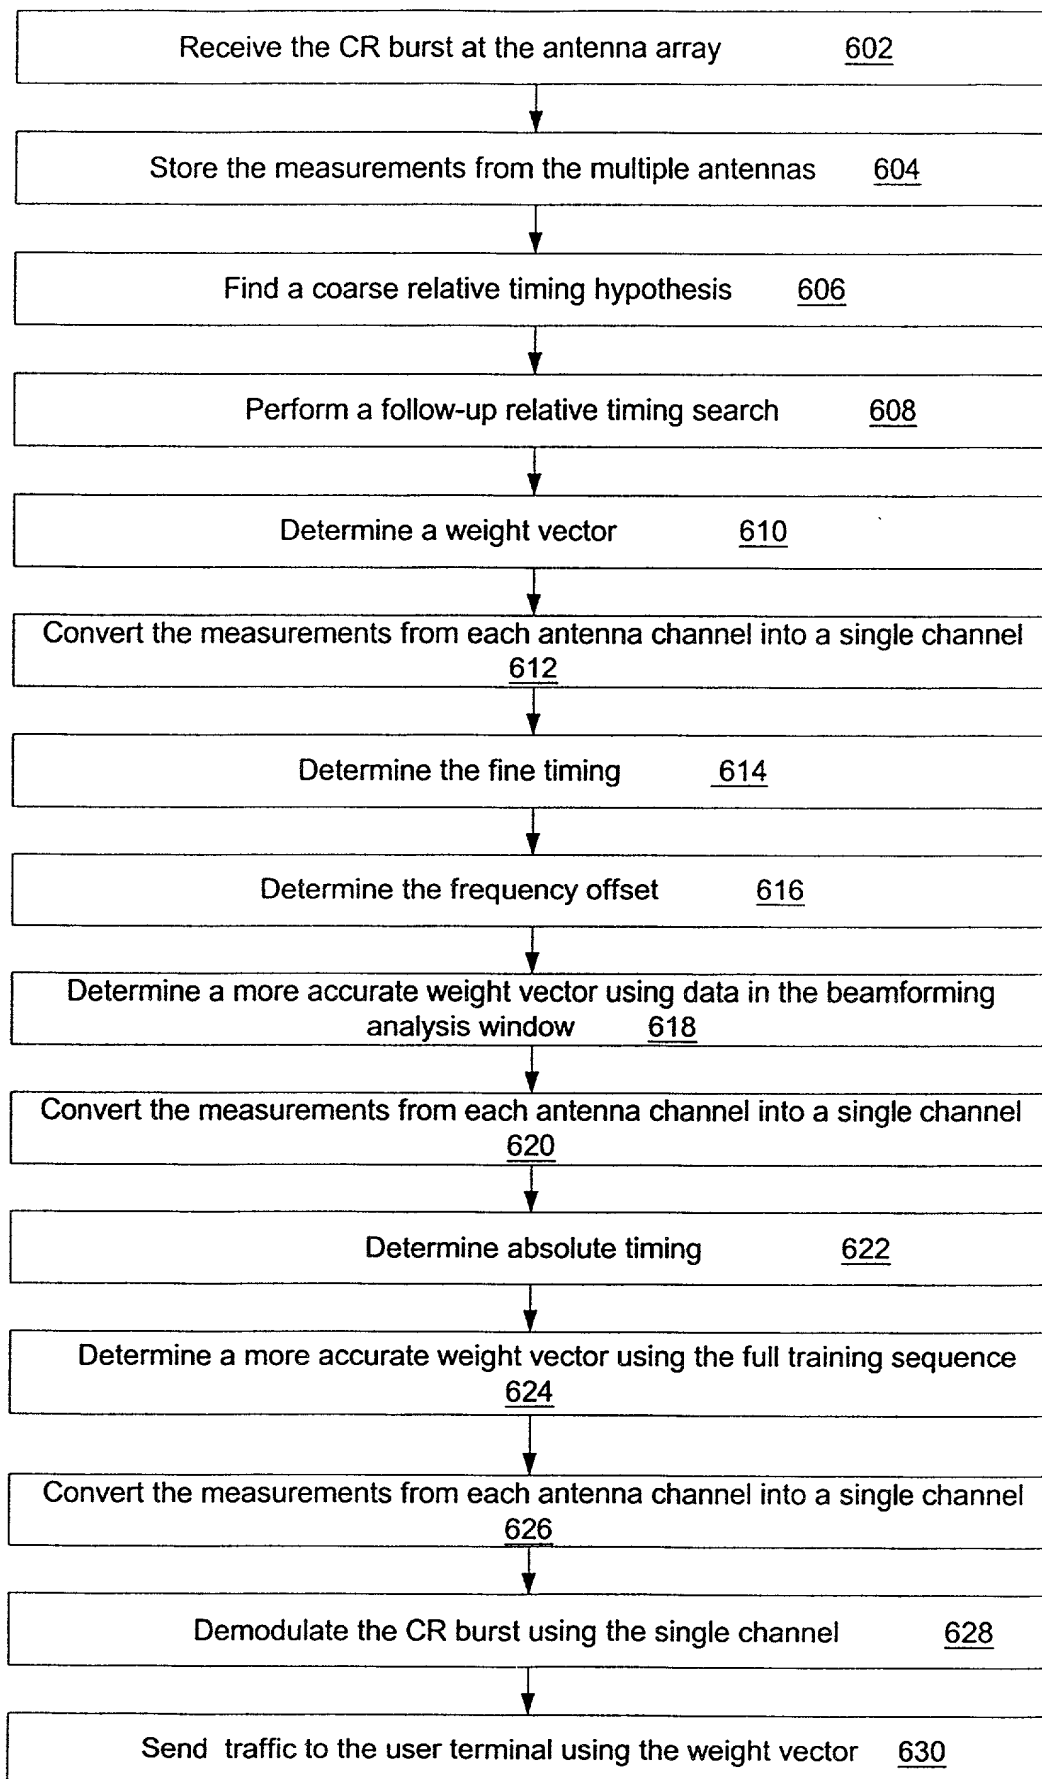 Receive the CR burst at the antenna array 602
Store the measurements from the multiple antennas 604
Find a coarse relative timing hypothesis 606
Perform a follow-up relative timing search 608
Determine a weight vector 610
Convert the measurements from each antenna channel into a single channel
612
Determine the fine timing 614
Determine the frequency offset 616
Determine a more accurate weight vector using data in the beamforming
analysis window 618
Convert the measurements from each antenna channel into a single channel
620
Determine absolute timing 622
Determine a more accurate weight vector using the full training sequence
624
Convert the measurements from each antenna channel into a single channel
626
Demodulate the CR burst using the single channel 628
Send traffic to the user terminal using the weight vector 630